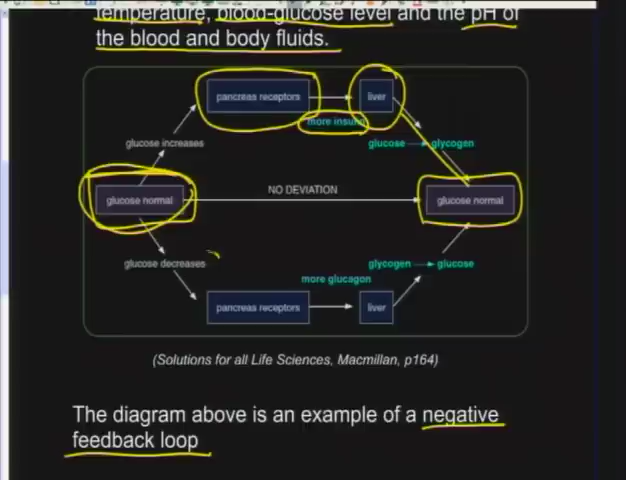 temperature, blood-glucose level and the pH of
the blood and body fluids.
pancreas receptors
liver
more insulin
glucose increases
glucose → glycogen
glucose normal
NO DEVIATION
glucose normal
glucose decreases
glycogen → glucose
more glucagon
pancreas receptors
liver
(Solutions for all Life Sciences, Macmillan, p164)
The diagram above is an example of a negative
feedback loop